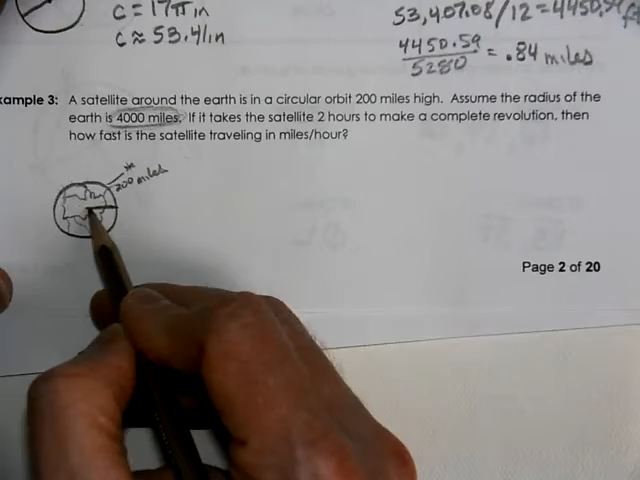 C = 17π in
C ≈ 53.41in
53,407.08/12 = 4450.59 ft
4450.59 / 5280 = .84 miles
xample 3: A satellite around the earth is in a circular orbit 200 miles high. Assume the radius of the
earth is 4000 miles. If it takes the satellite 2 hours to make a complete revolution, then
how fast is the satellite traveling in miles/hour?
200 miles
Page 2 of 20